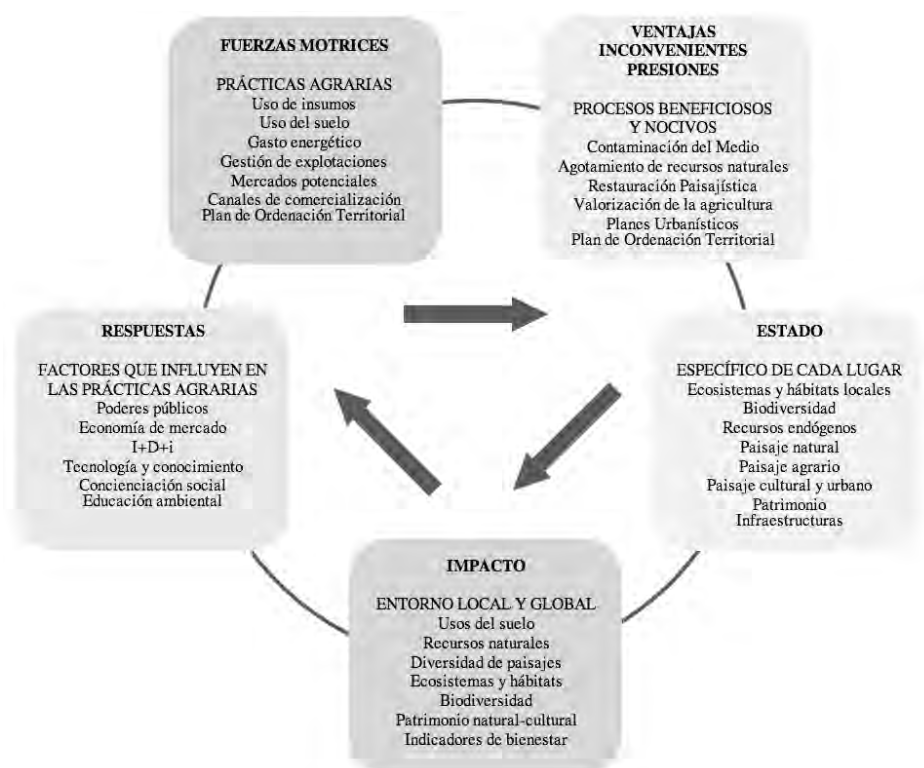 FUERZAS MOTRICES
PRÁCTICAS AGRARIAS
Uso de insumos
Uso del suelo
Gasto energético
Gestión de explotaciones
Mercados potenciales
Canales de comercialización
Plan de Ordenación Territorial
VENTAJAS
INCONVENIENTES
PRESIONES
PROCESOS BENEFICIOSOS
Y NOCIVOS
Contaminación del Medio
Agotamiento de recursos naturales
Restauración Paisajística
Valorización de la agricultura
Planes Urbanísticos
Plan de Ordenación Territorial
ESTADO
ESPECÍFICO DE CADA LUGAR
Ecosistemas y hábitats locales
Biodiversidad
Recursos endógenos
Paisaje natural
Paisaje agrario
Paisaje cultural y urbano
Patrimonio
Infraestructuras
IMPACTO
ENTORNO LOCAL Y GLOBAL
Usos del suelo
Recursos naturales
Diversidad de paisajes
Ecosistemas y hábitats
Biodiversidad
Patrimonio natural-cultural
Indicadores de bienestar
RESPUESTAS
FACTORES QUE INFLUYEN EN
LAS PRÁCTICAS AGRARIAS
Poderes públicos
Economía de mercado
I+D+i
Tecnología y conocimiento
Concienciación social
Educación ambiental